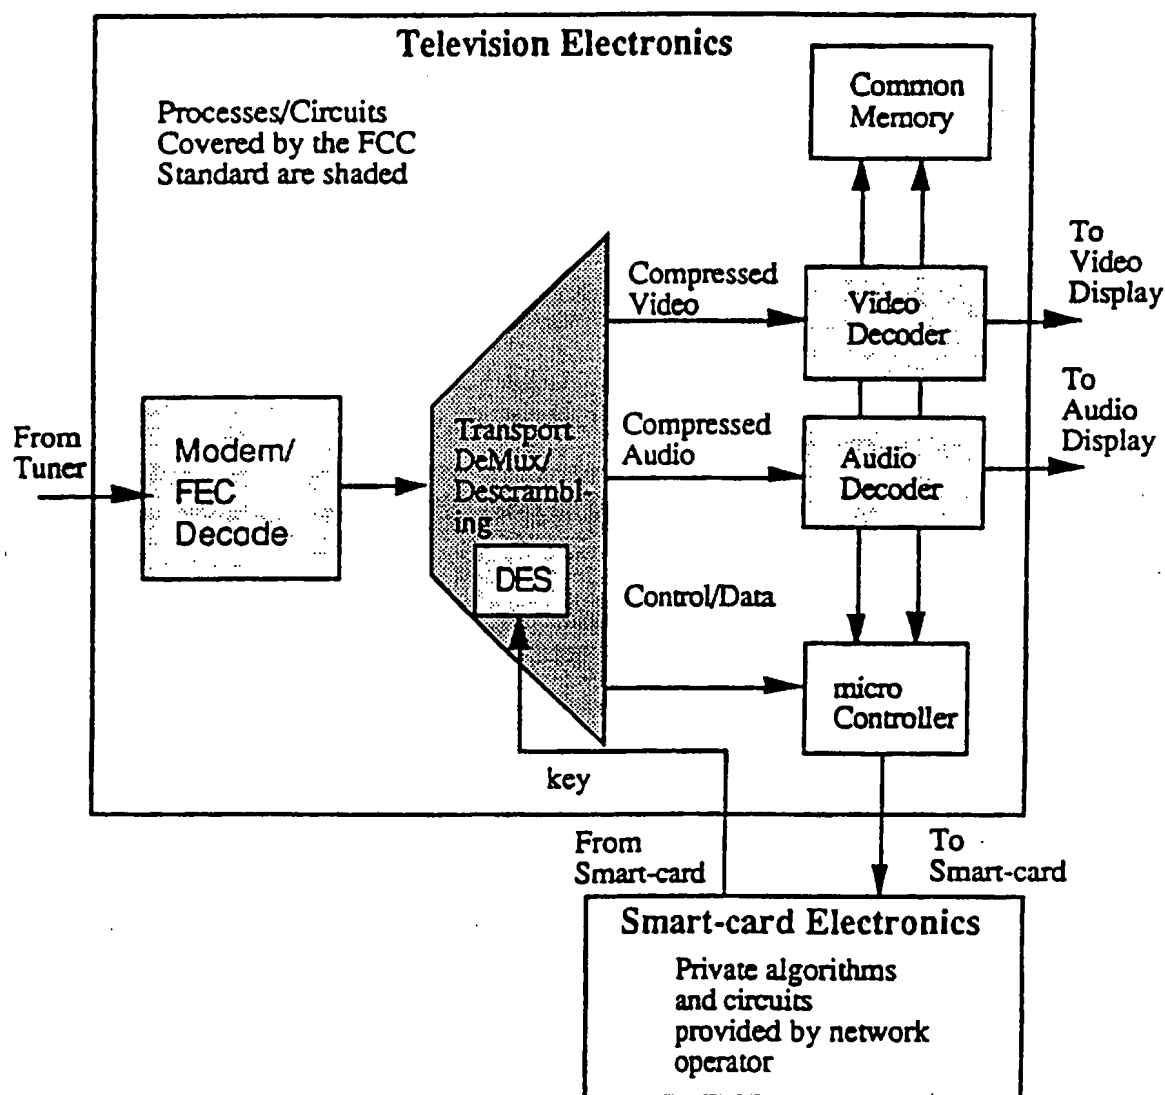 Television Electronics
Processes/Circuits
Covered by the FCC
Standard are shaded
Common
Memory
To
Video
Display
Compressed
Video
Video
Decoder
To
Audio
Display
From
Tuner
Modem/
FEC
Decode
Transport
DeMux/
Descrambl-
ing
DES
Compressed
Audio
Audio
Decoder
Control/Data
micro
Controller
key
From
Smart-card
To
Smart-card
Smart-card Electronics
Private algorithms
and circuits
provided by network
operator